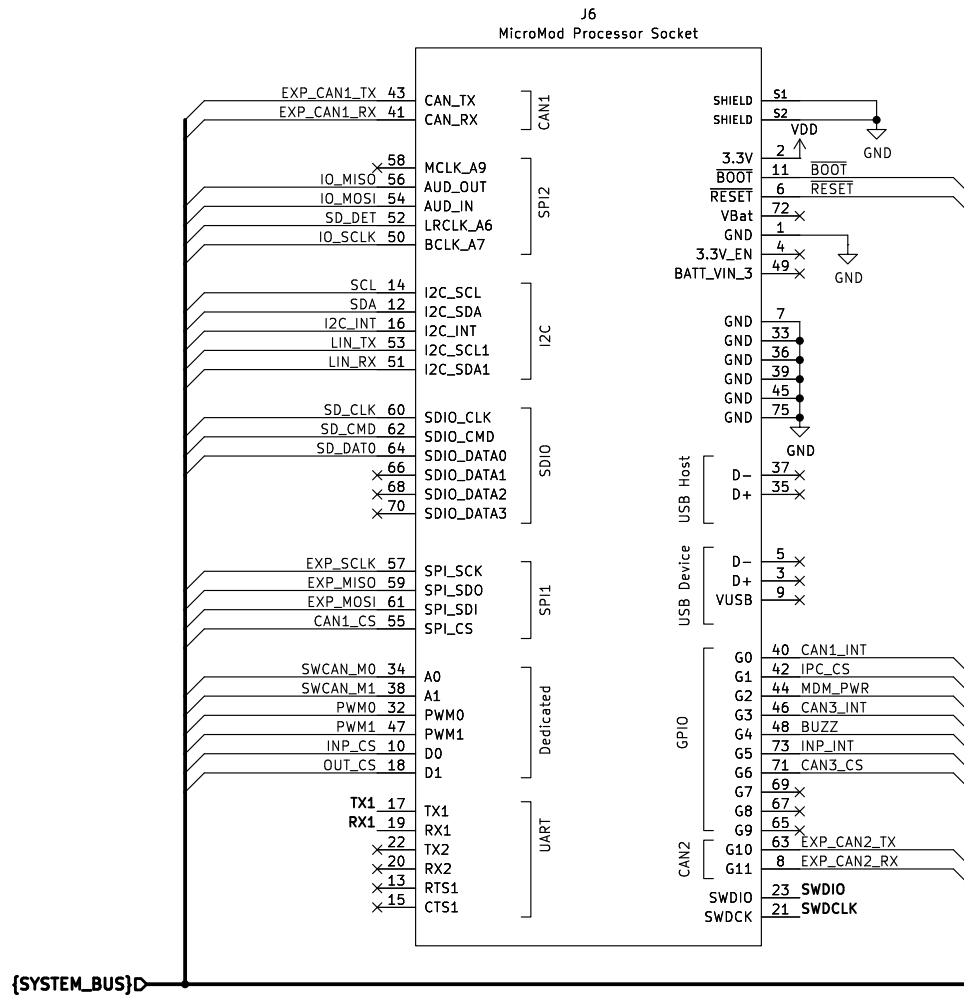 J6
MicroMod Processor Socket
EXP_CAN1_TX 43 CAN_TX
EXP_CAN1_RX 41 CAN_RX
CAN1
58 MCLK_A9
IO_MISO 56 AUD_OUT
IO_MOSI 54 AUD_IN
SD_DET 52 LRCLK_A6
IO_SCLK 50 BCLK_A7
SPI2
SCL 14 I2C_SCL
SDA 12 I2C_SDA
I2C_INT 16 I2C_INT
LIN_TX 53 I2C_SCL1
LIN_RX 51 I2C_SDA1
I2C
SD_CLK 60 SDIO_CLK
SD_CMD 62 SDIO_CMD
SD_DAT0 64 SDIO_DATA0
66 SDIO_DATA1
68 SDIO_DATA2
70 SDIO_DATA3
SDIO
EXP_SCLK 57 SPI_SCK
EXP_MISO 59 SPI_SDO
EXP_MOSI 61 SPI_SDI
CAN1_CS 55 SPI_CS
SPI1
SWCAN_M0 34 A0
SWCAN_M1 38 A1
PWM0 32 PWM0
PWM1 47 PWM1
INP_CS 10 D0
OUT_CS 18 D1
Dedicated
TX1 17 TX1
RX1 19 RX1
22 TX2
20 RX2
13 RTS1
15 CTS1
UART
SHIELD S1
SHIELD S2
GND
VDD
3.3V 2
BOOT 11 BOOT
RESET 6 RESET
VBat 72
GND 1
3.3V_EN 4
BATT_VIN_3 49
GND
GND 7
GND 33
GND 36
GND 39
GND 45
GND 75
GND
USB Host
D- 37
D+ 35
USB Device
D- 5
D+ 3
VUSB 9
GPIO
G0 40 CAN1_INT
G1 42 IPC_CS
G2 44 MDM_PWR
G3 46 CAN3_INT
G4 48 BUZZ
G5 73 INP_INT
G6 71 CAN3_CS
G7 69
G8 67
G9 65
CAN2
G10 63 EXP_CAN2_TX
G11 8 EXP_CAN2_RX
SWDIO 23 SWDIO
SWDCK 21 SWDCLK
{SYSTEM_BUS}